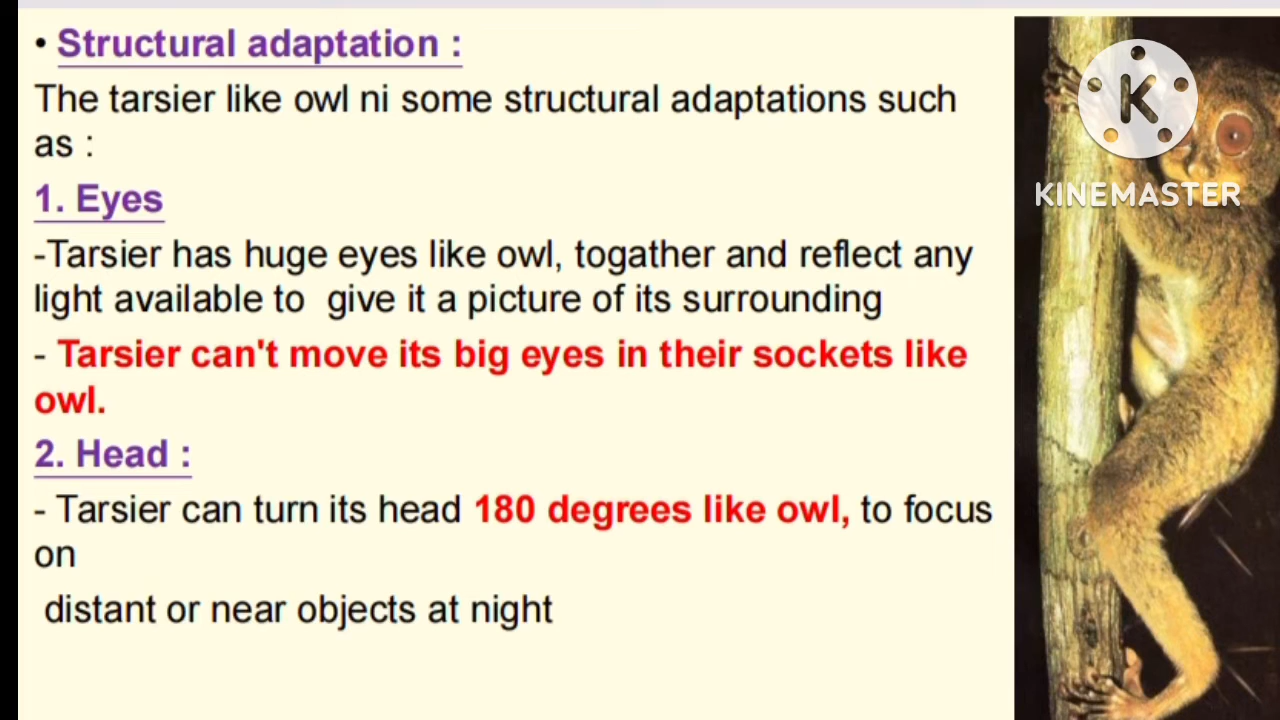 • Structural adaptation :
The tarsier like owl ni some structural adaptations such
as :
1. Eyes
-Tarsier has huge eyes like owl, togather and reflect any
light available to  give it a picture of its surrounding
- Tarsier can't move its big eyes in their sockets like
owl.
2. Head :
- Tarsier can turn its head 180 degrees like owl, to focus
on
distant or near objects at night
K
KINEMASTER